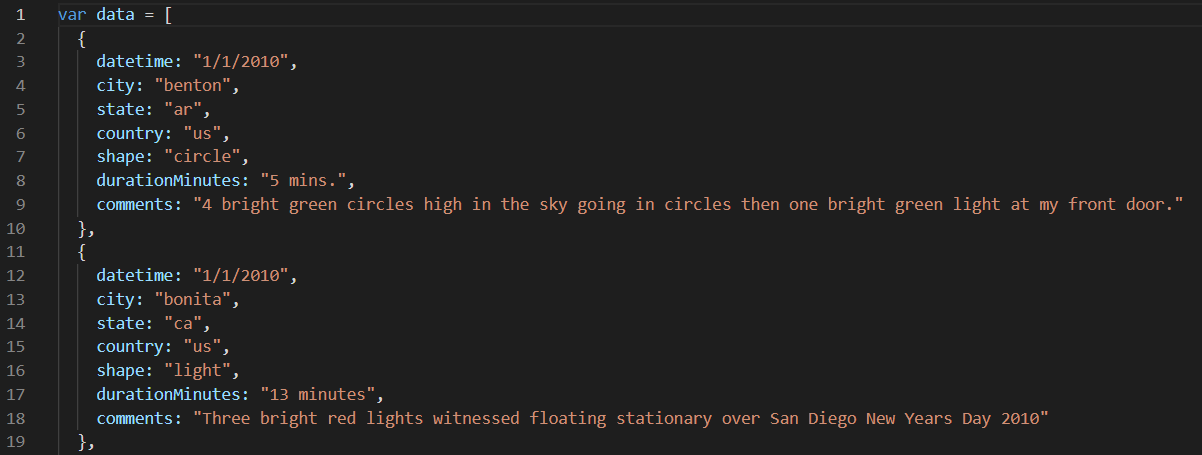 1 var data = [
2 {
3 datetime: "1/1/2010",
4 city: "benton",
5 state: "ar",
6 country: "us",
7 shape: "circle",
8 durationMinutes: "5 mins.",
9 comments: "4 bright green circles high in the sky going in circles then one bright green light at my front door."
10 },
11 {
12 datetime: "1/1/2010",
13 city: "bonita",
14 state: "ca",
15 country: "us",
16 shape: "light",
17 durationMinutes: "13 minutes",
18 comments: "Three bright red lights witnessed floating stationary over San Diego New Years Day 2010"
19 },